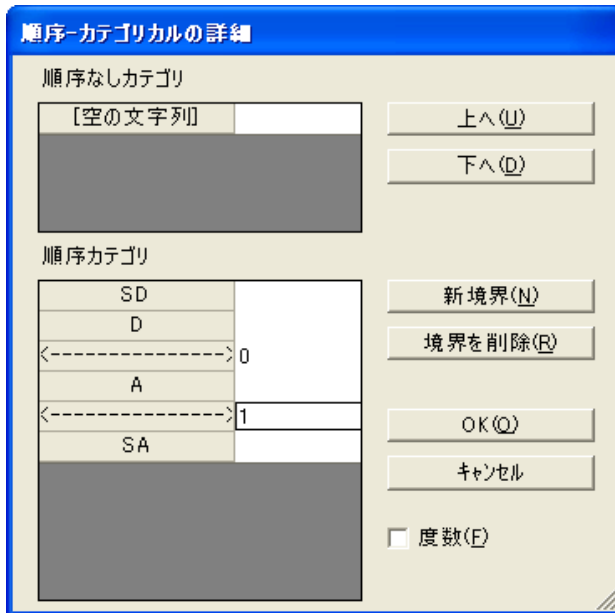 順序-カテゴリカルの詳細
順序なしカテゴリ
[空の文字列]
上へ(U)
下へ(D)
順序カテゴリ
SD
D
<--------------->0
A
<--------------->1
SA
新境界(N)
境界を削除(R)
OK(O)
キャンセル
度数(F)